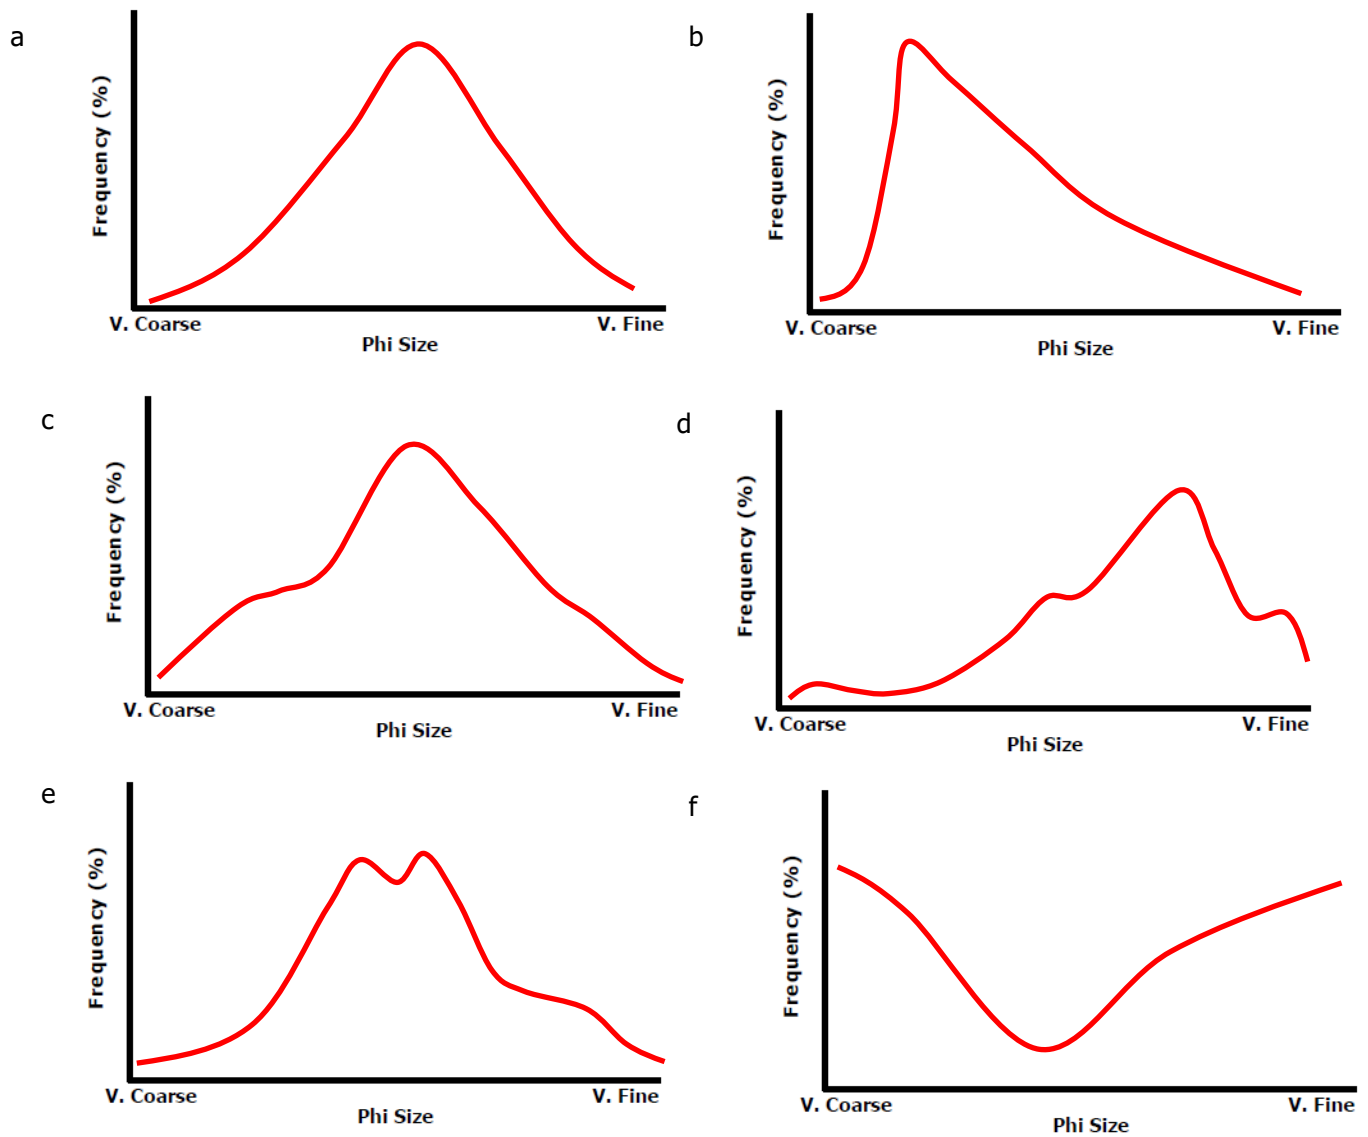 a
Frequency (%)
V. Coarse
V. Fine
Phi Size
b
Frequency (%)
V. Coarse
V. Fine
Phi Size
c
Frequency (%)
V. Coarse
V. Fine
Phi Size
d
Frequency (%)
V. Coarse
V. Fine
Phi Size
e
Frequency (%)
V. Coarse
V. Fine
Phi Size
f
Frequency (%)
V. Coarse
V. Fine
Phi Size